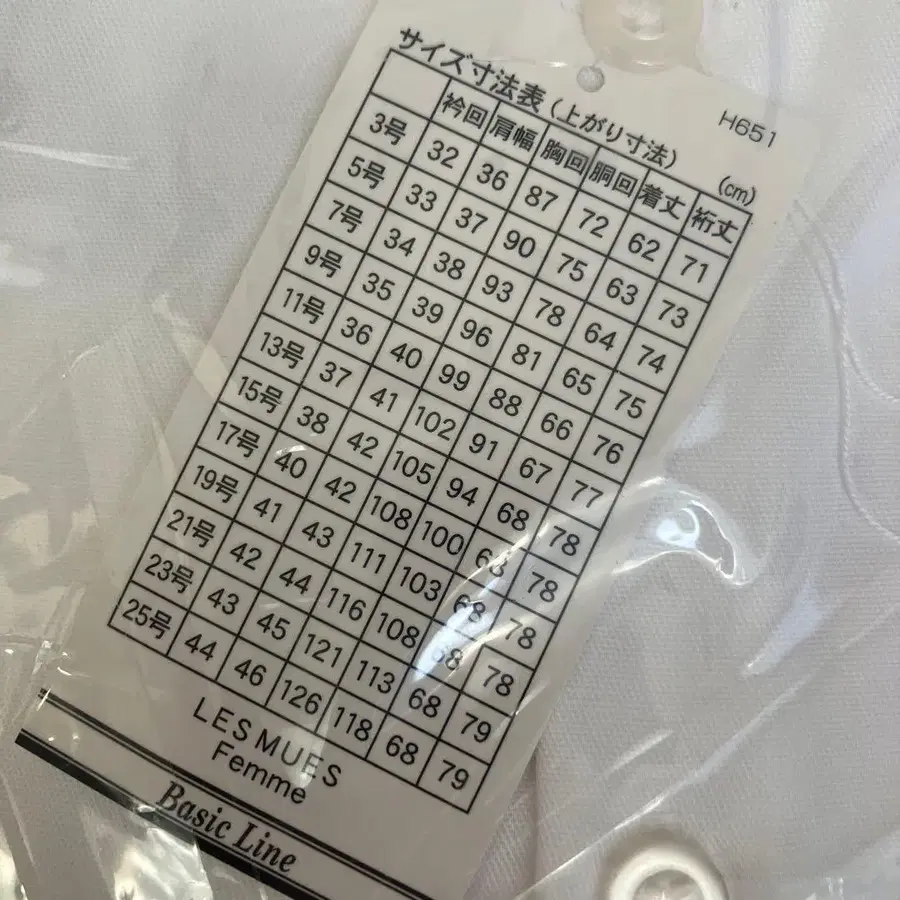 サイズ寸法表(上がり寸法)
H651
(cm)
衿回 肩幅 胸回 胴回 着丈 裄丈
3号 32 36 87 72 62 71
5号 33 37 90 75 63 73
7号 34 38 93 78 64 74
9号 35 39 96 81 65 75
11号 36 40 99 88 66 76
13号 37 41 102 91 67 77
15号 38 42 105 94 68 78
17号 40 42 108 100 68 78
19号 41 43 111 103 68 78
21号 42 44 116 108 68 78
23号 43 45 121 113 68 79
25号 44 46 126 118 68 79
LES MUES
Femme
Basic Line